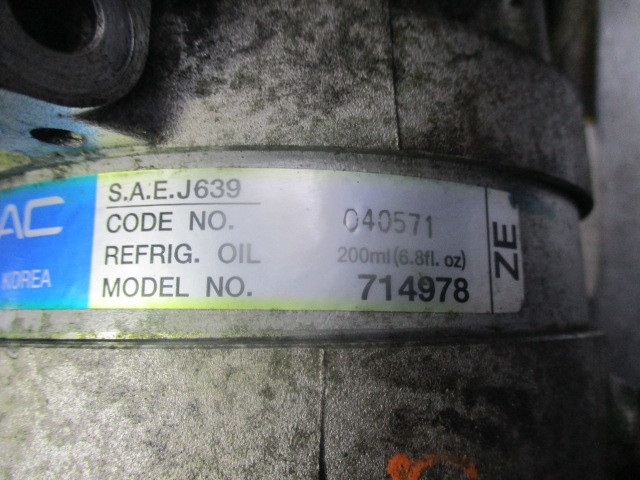 AC
KOREA
S.A.E.J639
CODE NO. 040571
REFRIG. OIL 200ml(6.8fl. oz)
MODEL NO. 714978
ZE